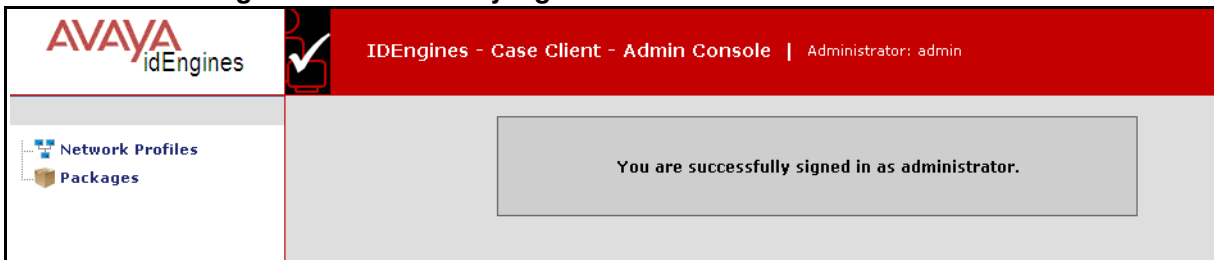 AVAYA
idEngines
IDEngines - Case Client - Admin Console | Administrator: admin
Network Profiles
Packages
You are successfully signed in as administrator.